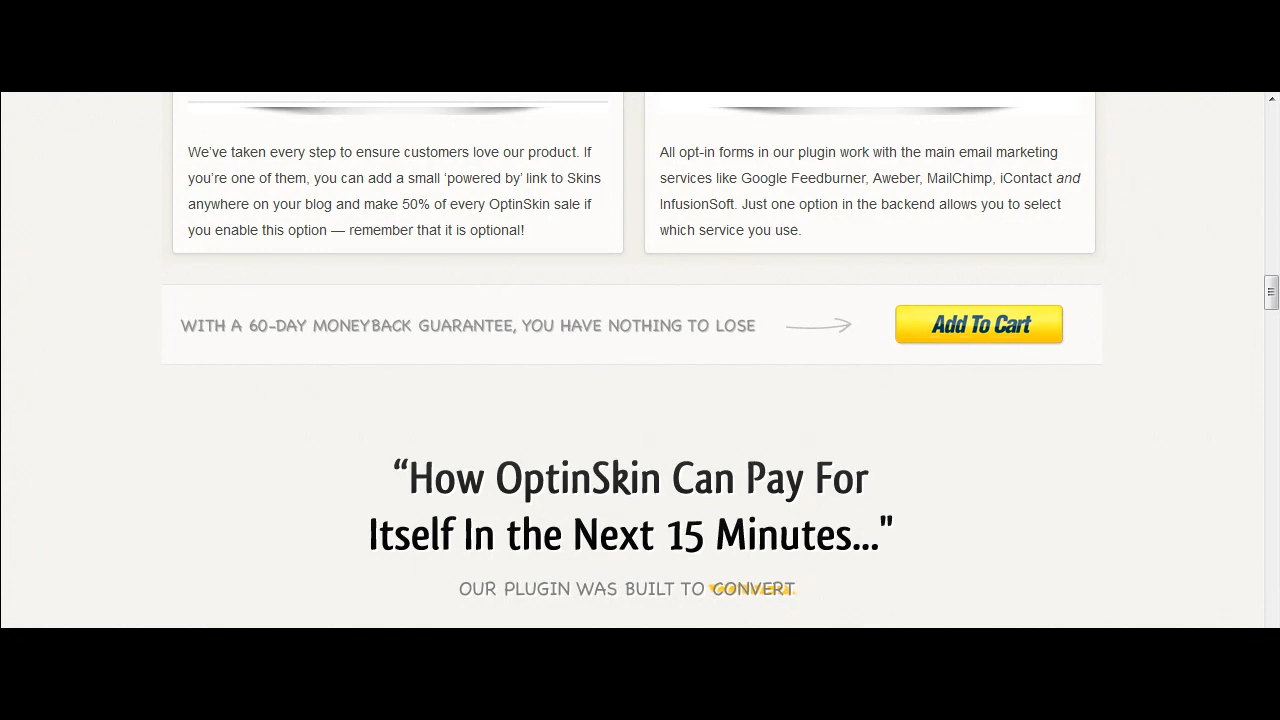 We've taken every step to ensure customers love our product. If
you're one of them, you can add a small 'powered by' link to Skins
anywhere on your blog and make 50% of every OptinSkin sale if
you enable this option — remember that it is optional!
All opt-in forms in our plugin work with the main email marketing
services like Google Feedburner, Aweber, MailChimp, iContact and
InfusionSoft. Just one option in the backend allows you to select
which service you use.
WITH A 60-DAY MONEYBACK GUARANTEE, YOU HAVE NOTHING TO LOSE
Add To Cart
“How OptinSkin Can Pay For
Itself In the Next 15 Minutes..."
OUR PLUGIN WAS BUILT TO CONVERT